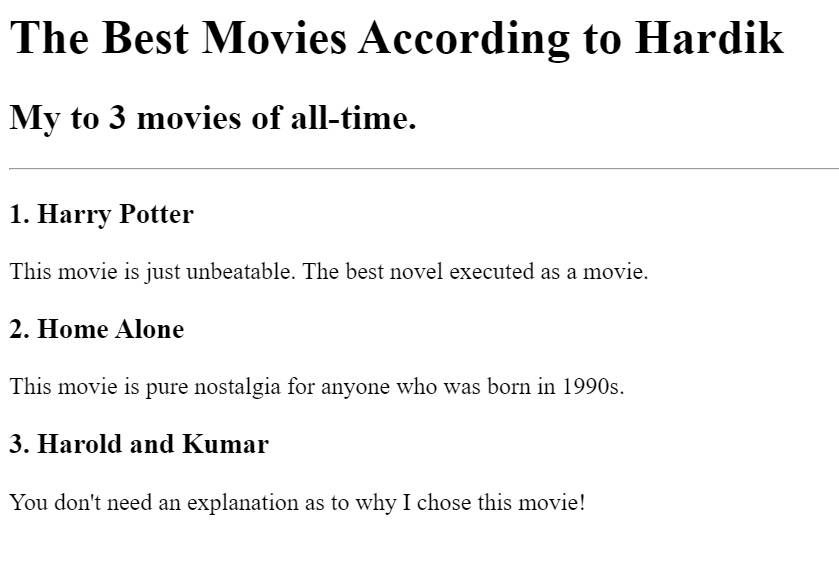 The Best Movies According to Hardik
My to 3 movies of all-time.
1. Harry Potter
This movie is just unbeatable. The best novel executed as a movie.
2. Home Alone
This movie is pure nostalgia for anyone who was born in 1990s.
3. Harold and Kumar
You don't need an explanation as to why I chose this movie!